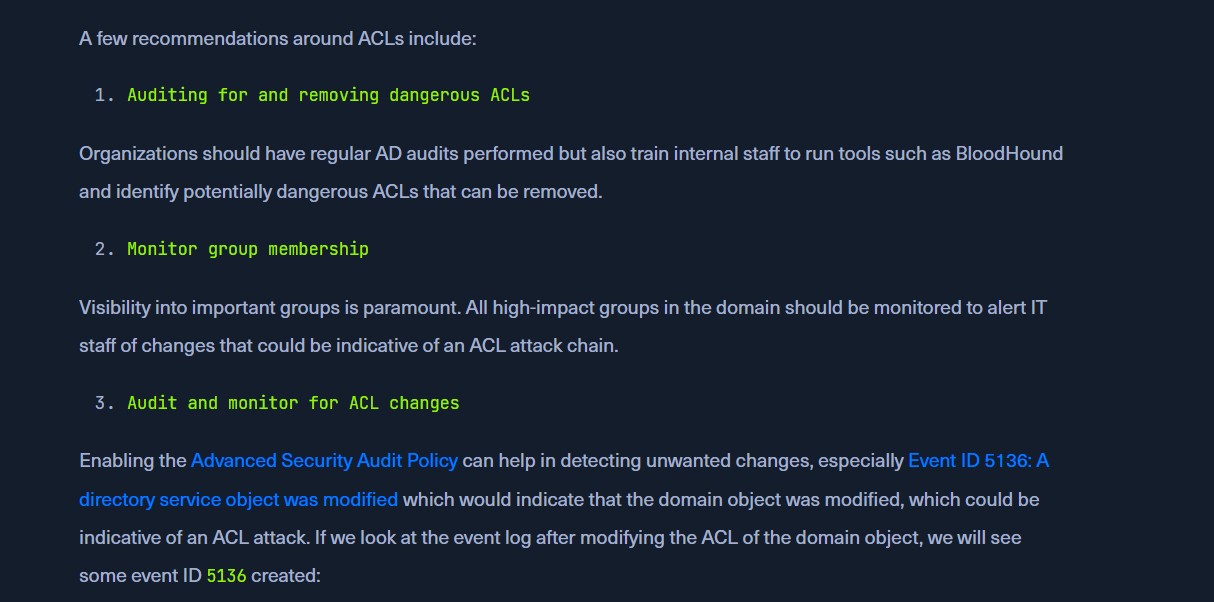 A few recommendations around ACLs include:
1. Auditing for and removing dangerous ACLs
Organizations should have regular AD audits performed but also train internal staff to run tools such as BloodHound
and identify potentially dangerous ACLs that can be removed.
2. Monitor group membership
Visibility into important groups is paramount. All high-impact groups in the domain should be monitored to alert IT
staff of changes that could be indicative of an ACL attack chain.
3. Audit and monitor for ACL changes
Enabling the Advanced Security Audit Policy can help in detecting unwanted changes, especially Event ID 5136: A
directory service object was modified which would indicate that the domain object was modified, which could be
indicative of an ACL attack. If we look at the event log after modifying the ACL of the domain object, we will see
some event ID 5136 created: